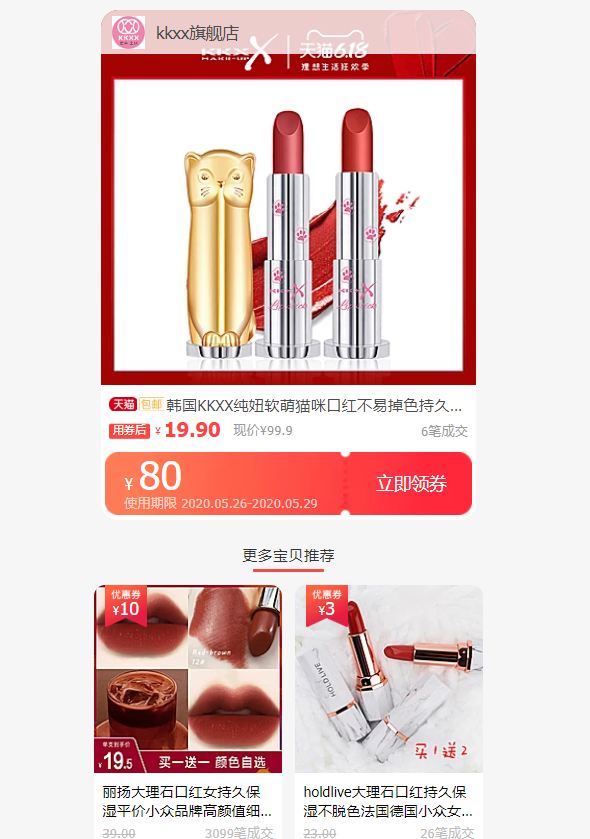 kkxx旗舰店
KKXX
天猫6.18
理想生活狂欢季
天猫 包邮 韩国KKXX纯妞软萌猫咪口红不易掉色持久...
用券后 ¥ 19.90 现价¥99.9 6笔成交
¥ 80
使用期限 2020.05.26-2020.05.29
立即领券
更多宝贝推荐
优惠券
¥10
Red-brown
12#
单支到手价
¥19.5
买一送一 颜色自选
丽扬大理石口红女持久保
湿平价小众品牌高颜值细...
39.00 3099笔成交
优惠券
¥3
HOLDLIVE
买1送2
holdlive大理石口红持久保
湿不脱色法国德国小众女...
23.00 26笔成交